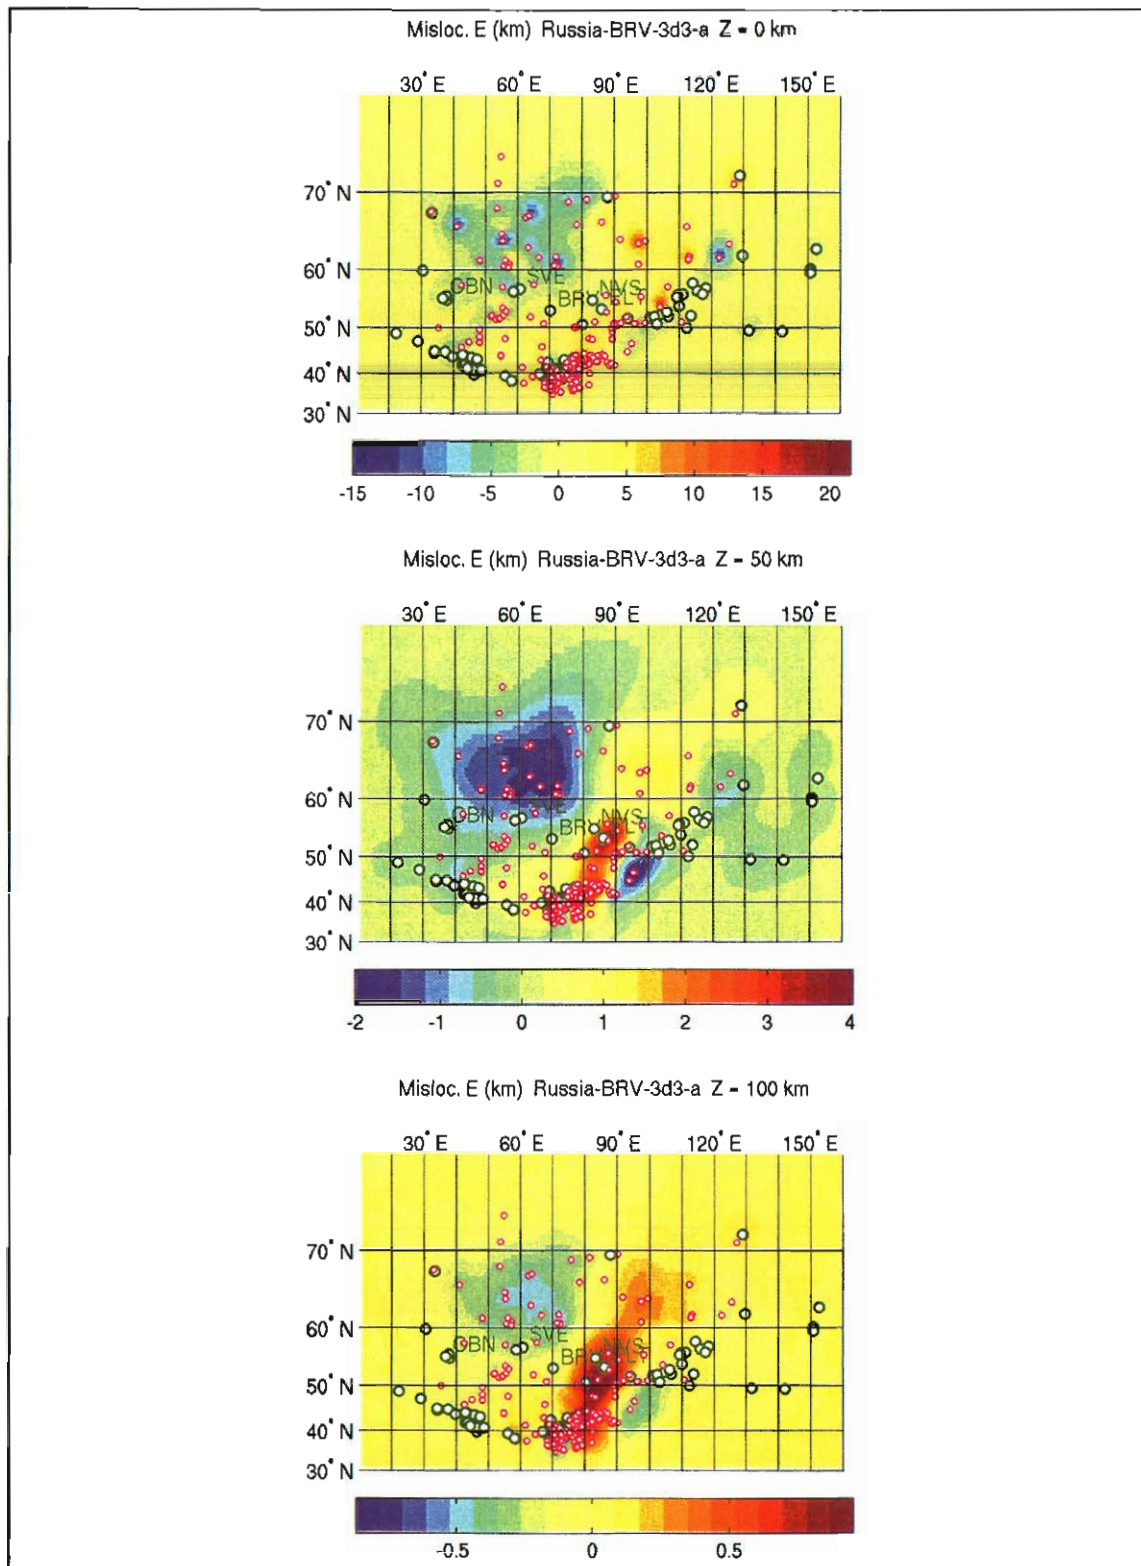 Misloc. E (km) Russia-BRV-3d3-a Z = 0 km
30° E 60° E 90° E 120° E 150° E
70° N
60° N
OBN SVE BRV NVS
50° N
40° N
30° N
-15 -10 -5 0 5 10 15 20
Misloc. E (km) Russia-BRV-3d3-a Z = 50 km
30° E 60° E 90° E 120° E 150° E
70° N
60° N
OBN SVE BRV NVS
50° N
40° N
30° N
-2 -1 0 1 2 3 4
Misloc. E (km) Russia-BRV-3d3-a Z = 100 km
30° E 60° E 90° E 120° E 150° E
70° N
60° N
OBN SVE BRV NVS
50° N
40° N
30° N
-0.5 0 0.5